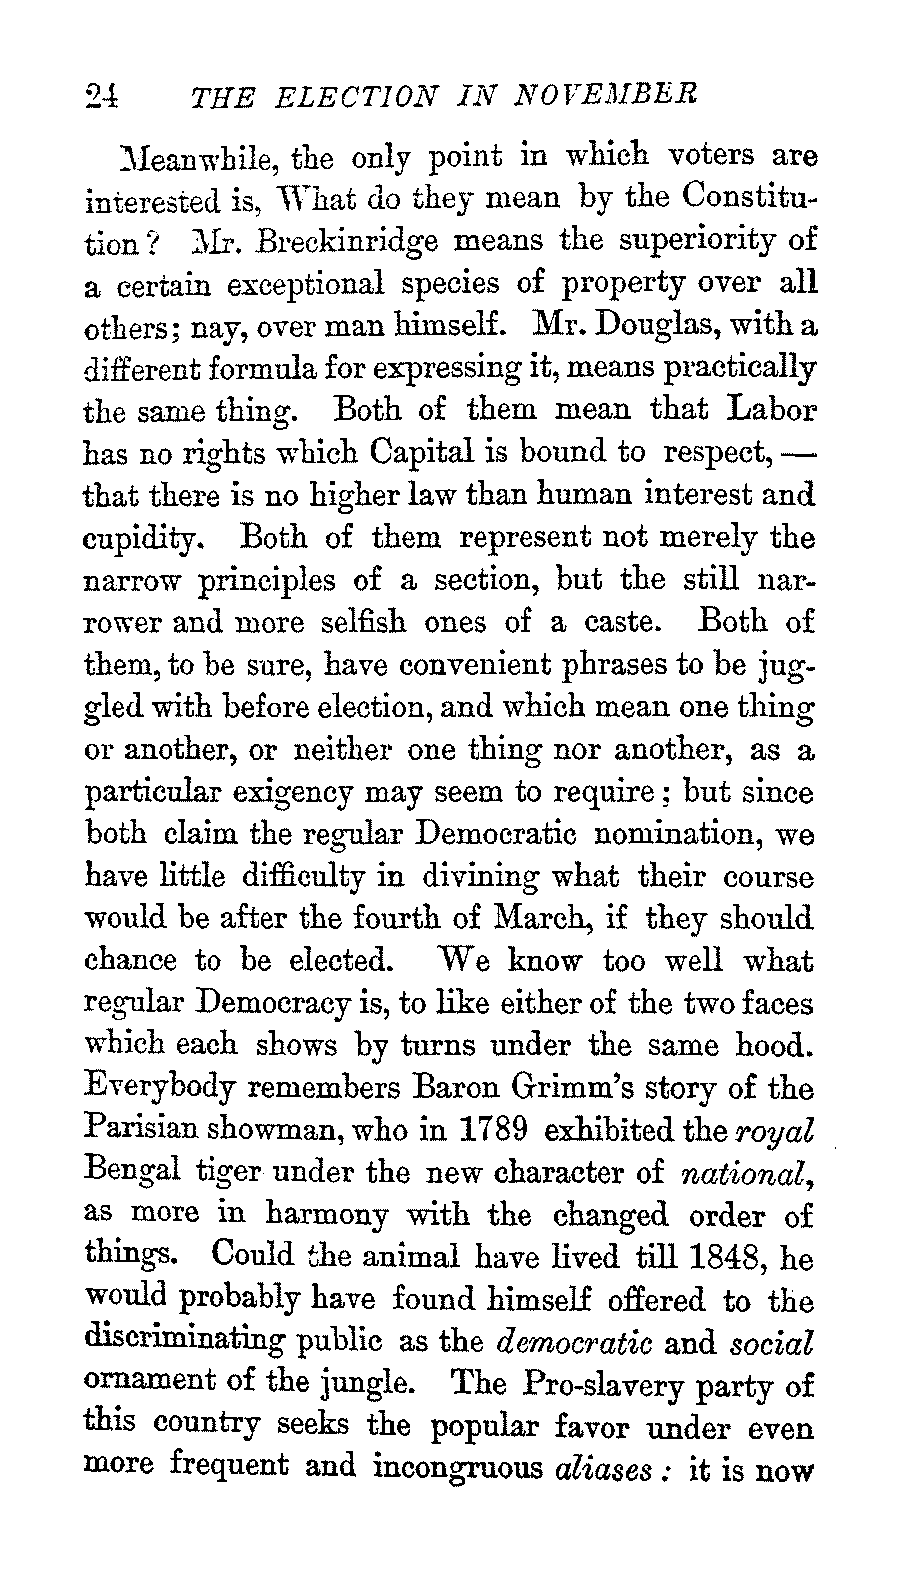 24 THE ELECTION IN NOVEMBER
Meanwhile, the only point in which voters are
interested is, What do they mean by the Constitu-
tion? Mr. Breckinridge means the superiority of
a certain exceptional species of property over all
others; nay, over man himself. Mr. Douglas, with a
different formula for expressing it, means practically
the same thing. Both of them mean that Labor
has no rights which Capital is bound to respect, —
that there is no higher law than human interest and
cupidity. Both of them represent not merely the
narrow principles of a section, but the still nar-
rower and more selfish ones of a caste. Both of
them, to be sure, have convenient phrases to be jug-
gled with before election, and which mean one thing
or another, or neither one thing nor another, as a
particular exigency may seem to require; but since
both claim the regular Democratic nomination, we
have little difficulty in divining what their course
would be after the fourth of March, if they should
chance to be elected. We know too well what
regular Democracy is, to like either of the two faces
which each shows by turns under the same hood.
Everybody remembers Baron Grimm's story of the
Parisian showman, who in 1789 exhibited the royal
Bengal tiger under the new character of national,
as more in harmony with the changed order of
things. Could the animal have lived till 1848, he
would probably have found himself offered to the
discriminating public as the democratic and social
ornament of the jungle. The Pro-slavery party of
this country seeks the popular favor under even
more frequent and incongruous aliases: it is now